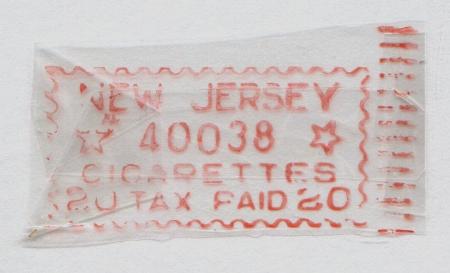 NEW JERSEY
40038
CIGARETTES
20 TAX PAID 20